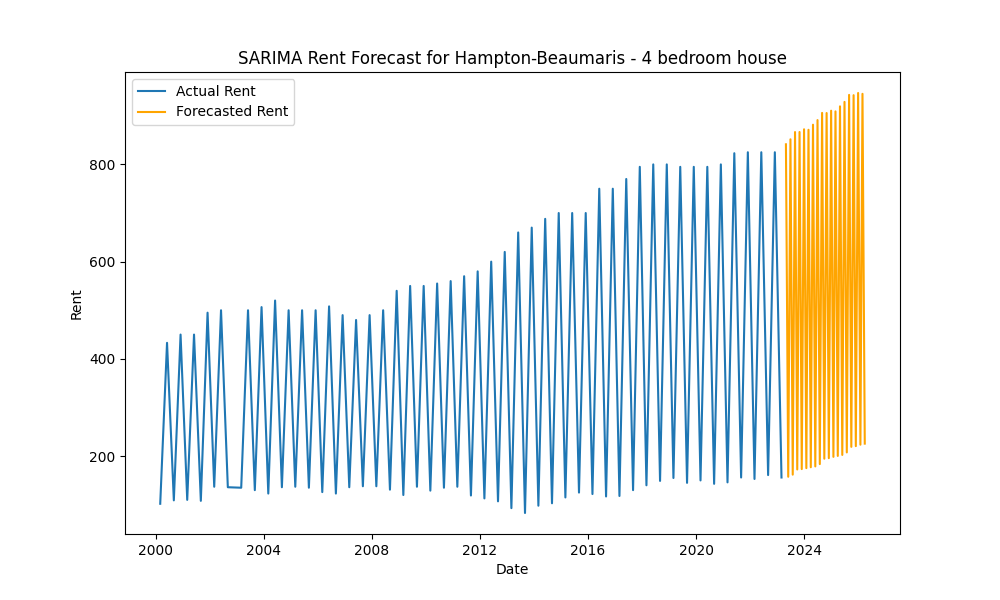 SARIMA Rent Forecast for Hampton-Beaumaris - 4 bedroom house
Actual Rent
Forecasted Rent
800
600
400
200
Rent
2000 2004 2008 2012 2016 2020 2024
Date